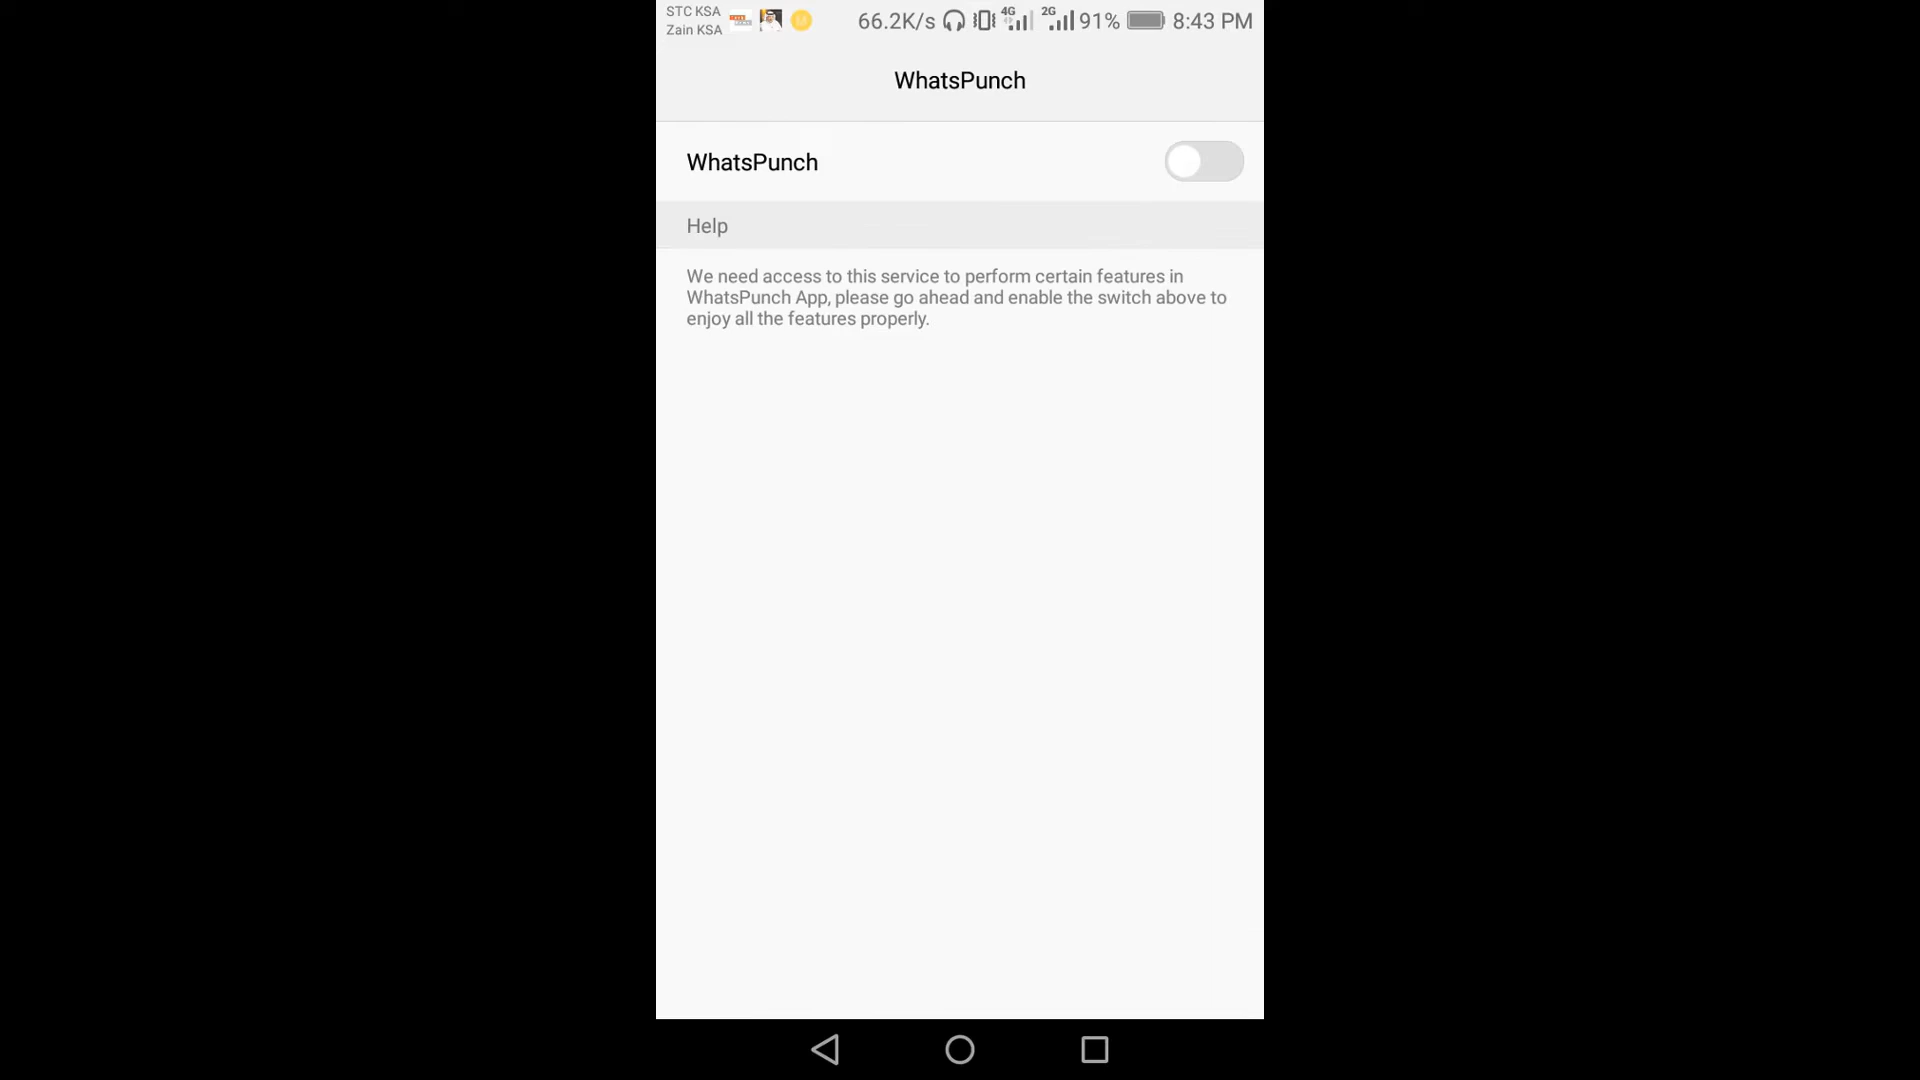 STC KSA
Zain KSA
66.2K/s 4G 2G 91% 8:43 PM
WhatsPunch
WhatsPunch
Help
We need access to this service to perform certain features in
WhatsPunch App, please go ahead and enable the switch above to
enjoy all the features properly.